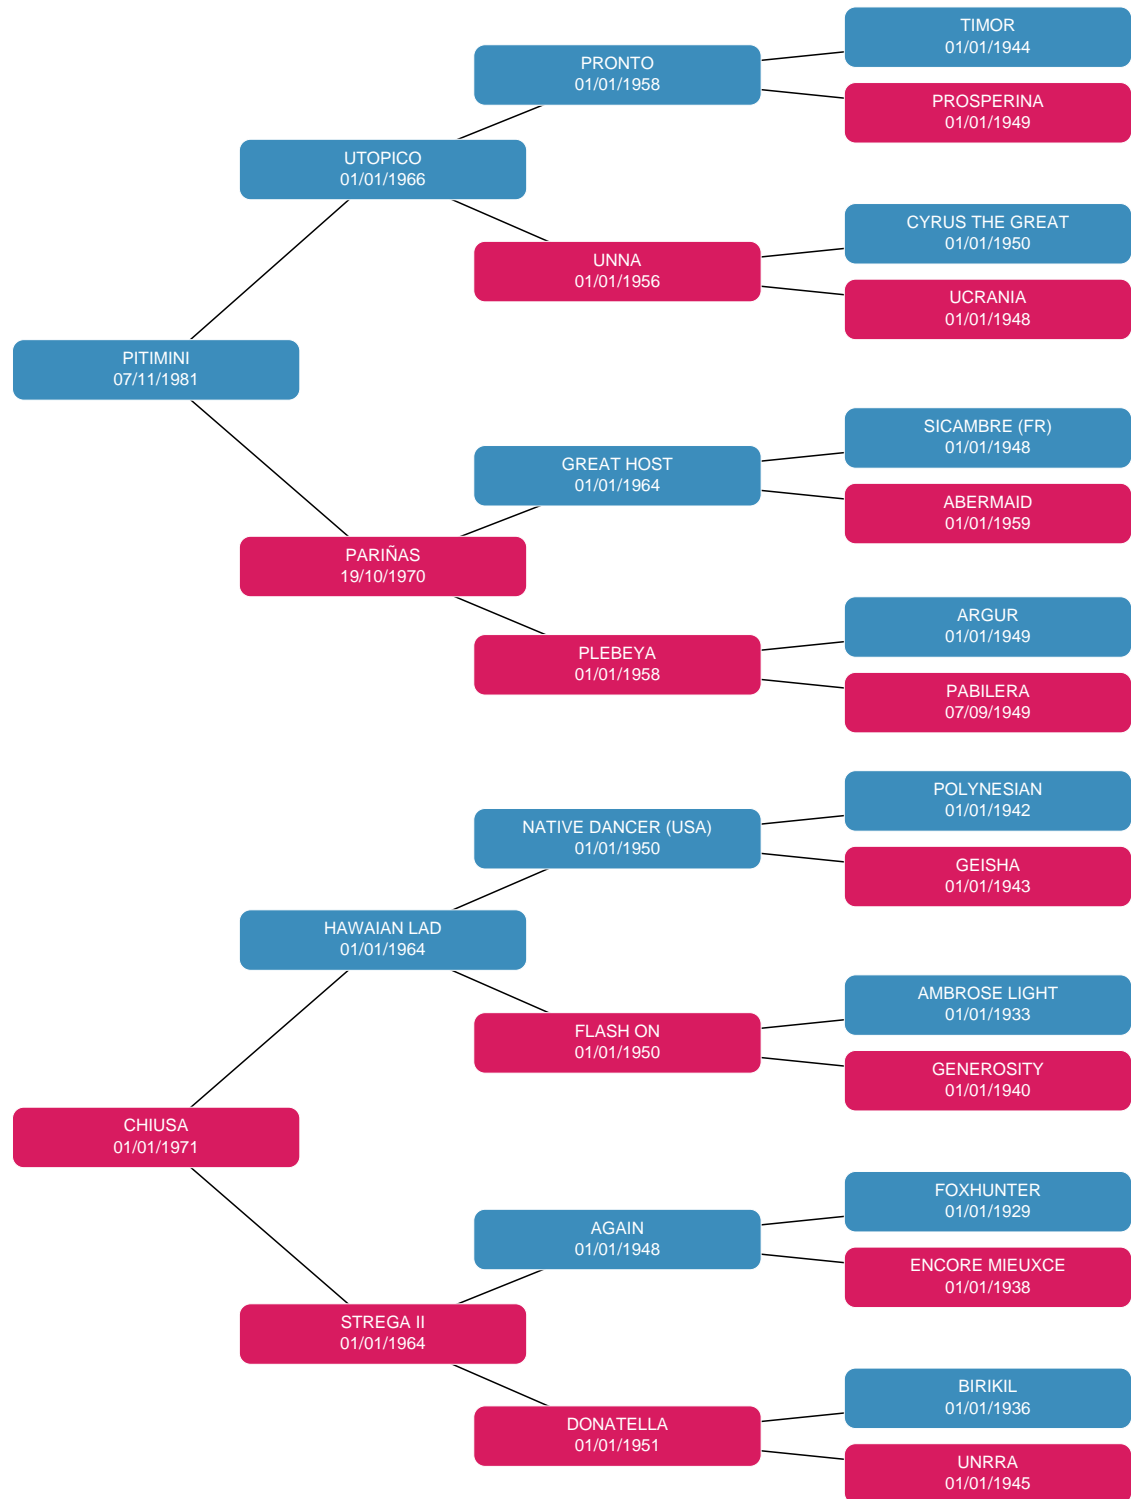 TIMOR
01/01/1944
PRONTO
01/01/1958
PROSPERINA
01/01/1949
UTOPICO
01/01/1966
CYRUS THE GREAT
01/01/1950
UNNA
01/01/1956
UCRANIA
01/01/1948
PITIMINI
07/11/1981
SICAMBRE (FR)
01/01/1948
GREAT HOST
01/01/1964
ABERMAID
01/01/1959
PARIÑAS
19/10/1970
ARGUR
01/01/1949
PLEBEYA
01/01/1958
PABILERA
07/09/1949
POLYNESIAN
01/01/1942
NATIVE DANCER (USA)
01/01/1950
GEISHA
01/01/1943
HAWAIAN LAD
01/01/1964
AMBROSE LIGHT
01/01/1933
FLASH ON
01/01/1950
GENEROSITY
01/01/1940
CHIUSA
01/01/1971
FOXHUNTER
01/01/1929
AGAIN
01/01/1948
ENCORE MIEUXCE
01/01/1938
STREGA II
01/01/1964
BIRIKIL
01/01/1936
DONATELLA
01/01/1951
UNRRA
01/01/1945